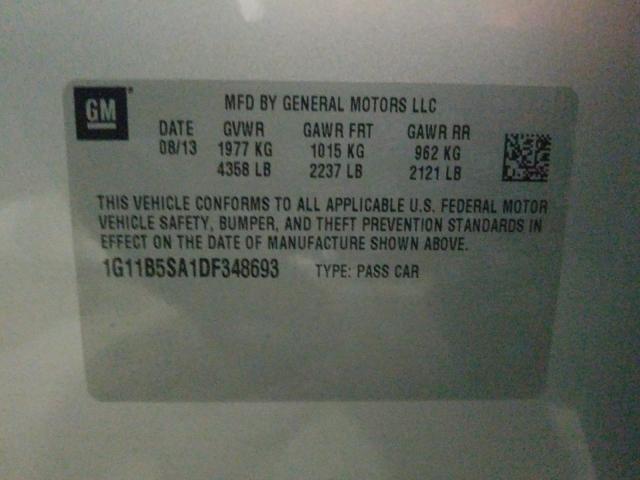 GM®
MFD BY GENERAL MOTORS LLC
DATE GVWR GAWR FRT GAWR RR
08/13 1977 KG 1015 KG 962 KG
4358 LB 2237 LB 2121 LB
THIS VEHICLE CONFORMS TO ALL APPLICABLE U.S. FEDERAL MOTOR
VEHICLE SAFETY, BUMPER, AND THEFT PREVENTION STANDARDS IN
EFFECT ON THE DATE OF MANUFACTURE SHOWN ABOVE.
1G11B5SA1DF348693 TYPE: PASS CAR